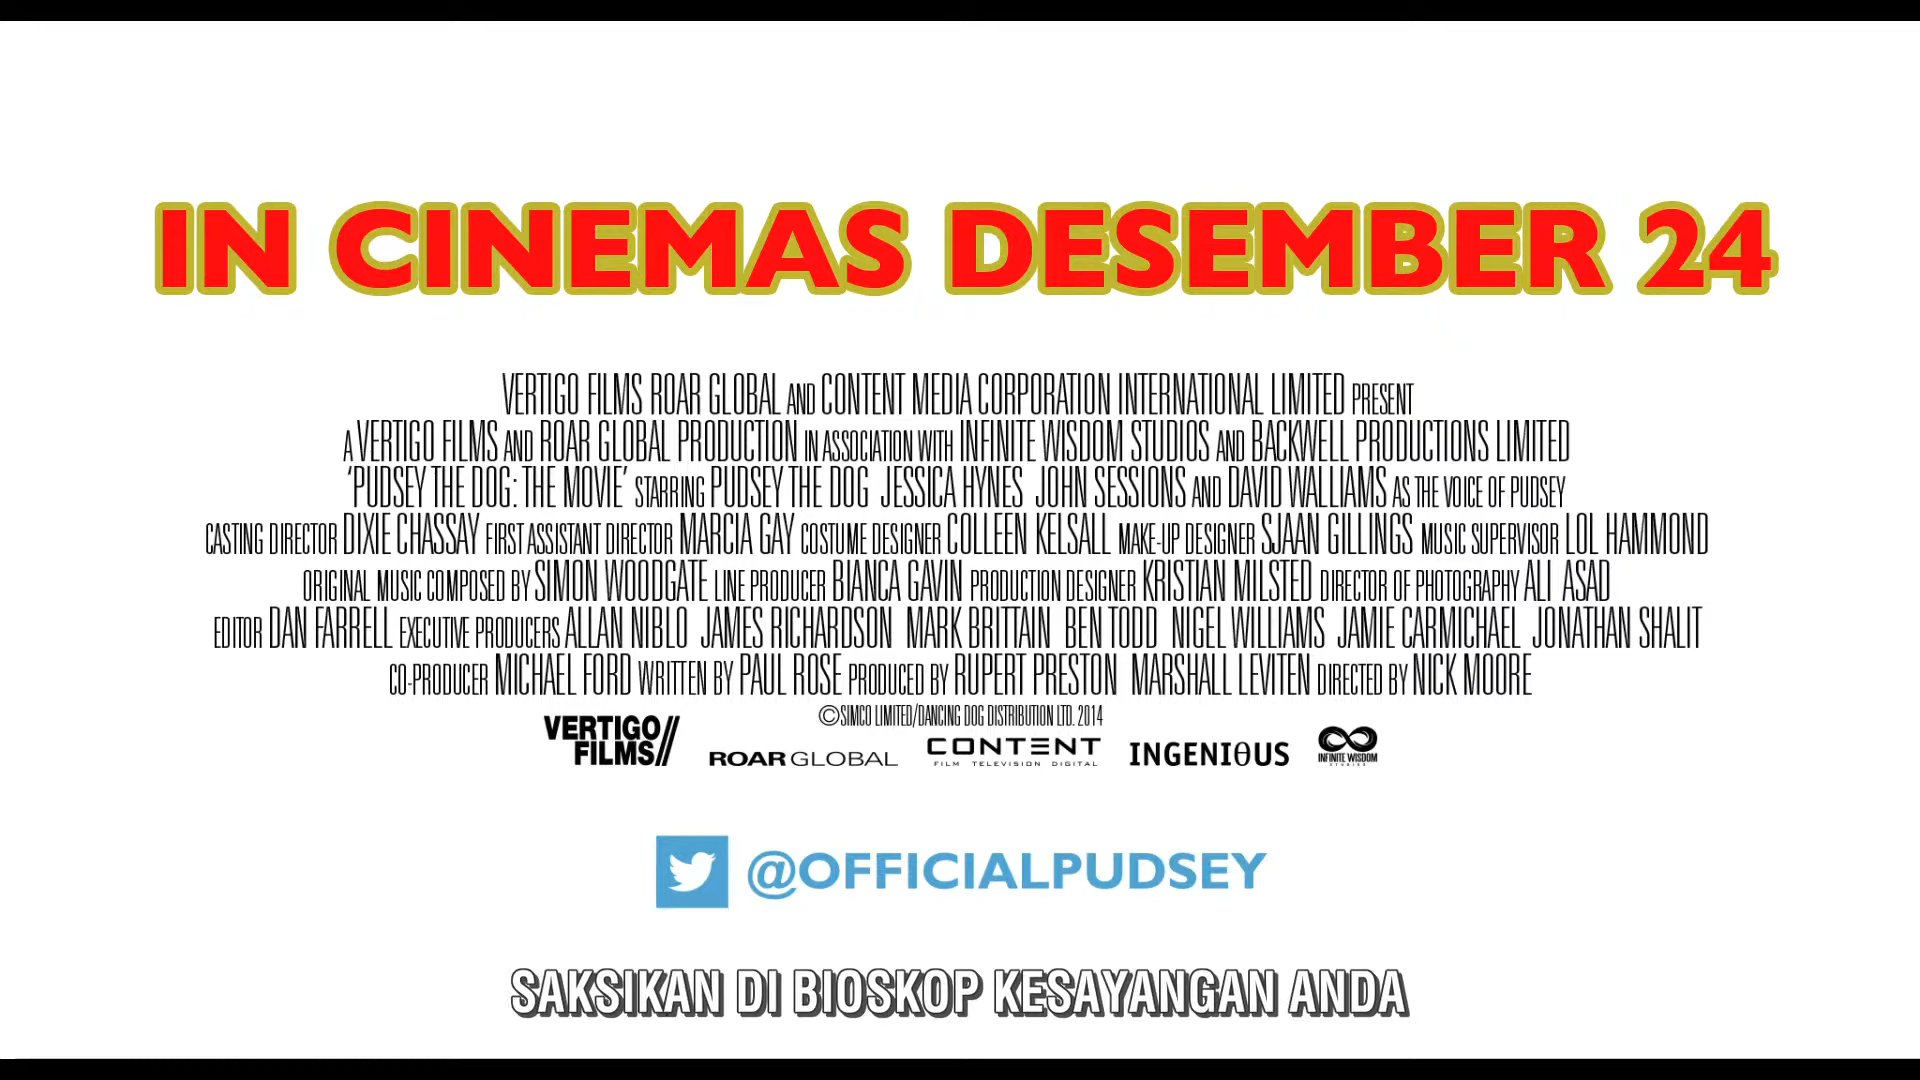 IN CINEMAS DESEMBER 24
VERTIGO FILMS ROAR GLOBAL AND CONTENT MEDIA CORPORATION INTERNATIONAL LIMITED PRESENT
A VERTIGO FILMS AND ROAR GLOBAL PRODUCTION IN ASSOCIATION WITH INFINITE WISDOM STUDIOS AND BACKWELL PRODUCTIONS LIMITED
‘PUDSEY THE DOG: THE MOVIE’ STARRING PUDSEY THE DOG JESSICA HYNES JOHN SESSIONS AND DAVID WALLIAMS AS THE VOICE OF PUDSEY
CASTING DIRECTOR DIXIE CHASSAY FIRST ASSISTANT DIRECTOR MARCIA GAY COSTUME DESIGNER COLLEEN KELSALL MAKE-UP DESIGNER SJAAN GILLINGS MUSIC SUPERVISOR LOL HAMMOND
ORIGINAL MUSIC COMPOSED BY SIMON WOODGATE LINE PRODUCER BIANCA GAVIN PRODUCTION DESIGNER KRISTIAN MILSTED DIRECTOR OF PHOTOGRAPHY ALI ASAD
EDITOR DAN FARRELL EXECUTIVE PRODUCERS ALLAN NIBLO JAMES RICHARDSON MARK BRITTAIN BEN TODD NIGEL WILLIAMS JAMIE CARMICHAEL JONATHAN SHALIT
CO-PRODUCER MICHAEL FORD WRITTEN BY PAUL ROSE PRODUCED BY RUPERT PRESTON MARSHALL LEVITEN DIRECTED BY NICK MOORE
©SIMCO LIMITED/DANCING DOG DISTRIBUTION LTD. 2014
VERTIGO
FILMS//
ROAR GLOBAL
CONTENT
FILM TELEVISION DIGITAL
INGENIθUS
INFINITE WISDOM
STUDIOS
@OFFICIALPUDSEY
SAKSIKAN DI BIOSKOP KESAYANGAN ANDA